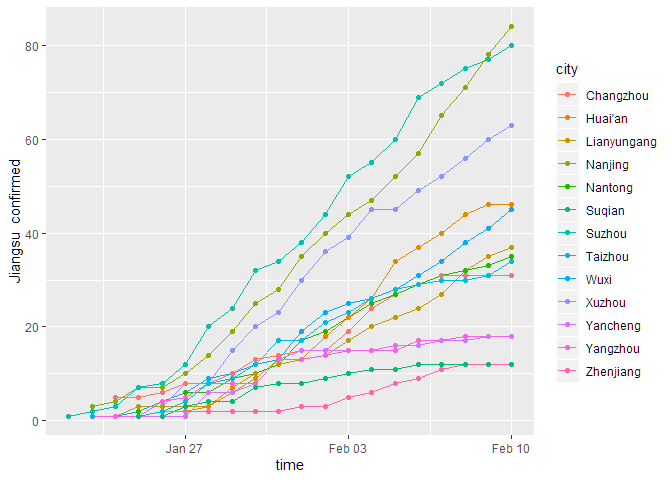 80
60
40
20
0
Jiangsu confirmed
Jan 27
Feb 03
Feb 10
time
city
Changzhou
Huai'an
Lianyungang
Nanjing
Nantong
Suqian
Suzhou
Taizhou
Wuxi
Xuzhou
Yancheng
Yangzhou
Zhenjiang